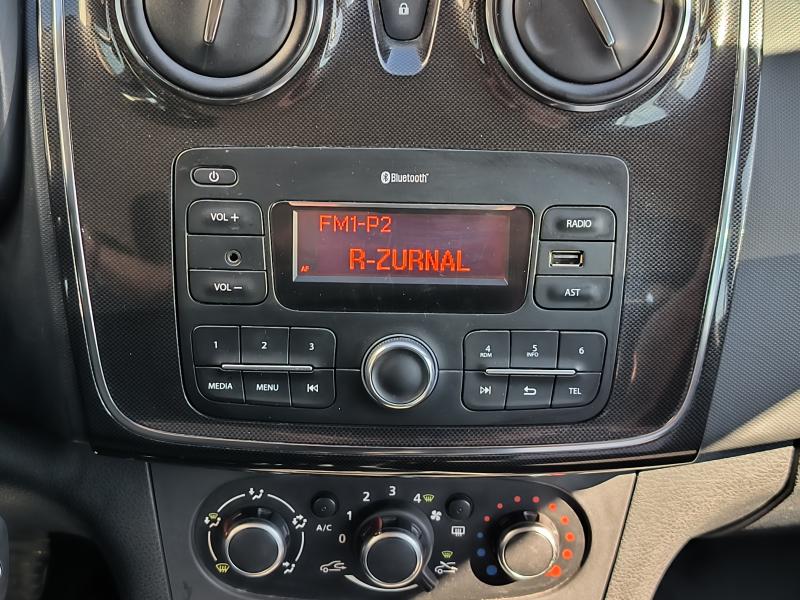 Bluetooth
VOL +
FM1-P2
RADIO
R-ZURNAL
AF
VOL –
AST
1 2 3
4 RDM 5 INFO 6
MEDIA MENU
TEL
A/C 0 1 2 3 4